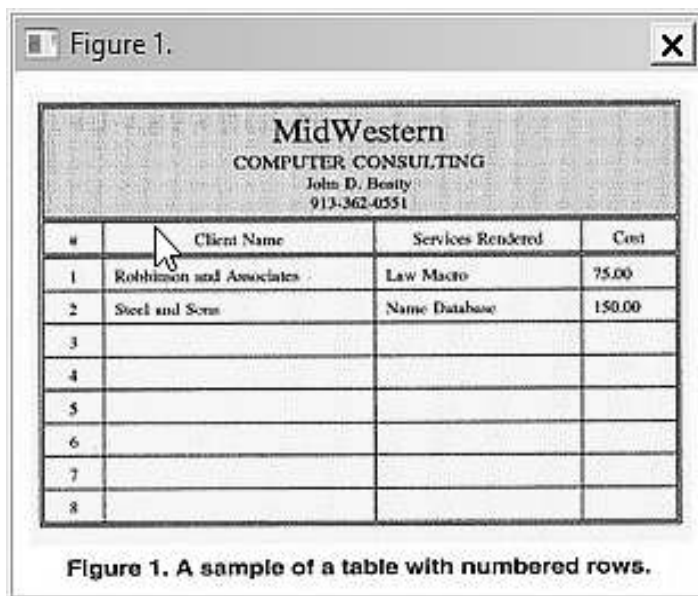 Figure 1.
MidWestern
COMPUTER CONSULTING
John D. Beatty
913-362-0551
# Client Name Services Rendered Cost
1 Robbinson and Associates Law Macro 75.00
2 Steel and Sons Name Database 150.00
3
4
5
6
7
8
Figure 1. A sample of a table with numbered rows.